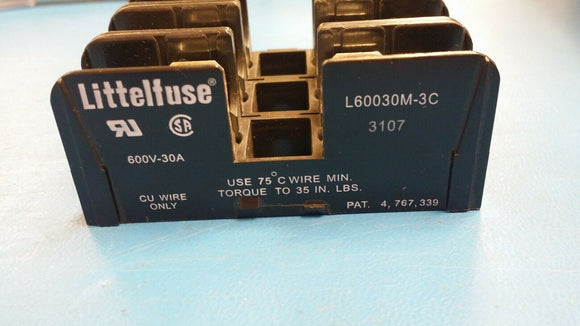 Littelfuse®
L60030M-3C
3107
600V-30A
USE 75°C WIRE MIN.
TORQUE TO 35 IN. LBS.
CU WIRE
ONLY
PAT. 4,767,339